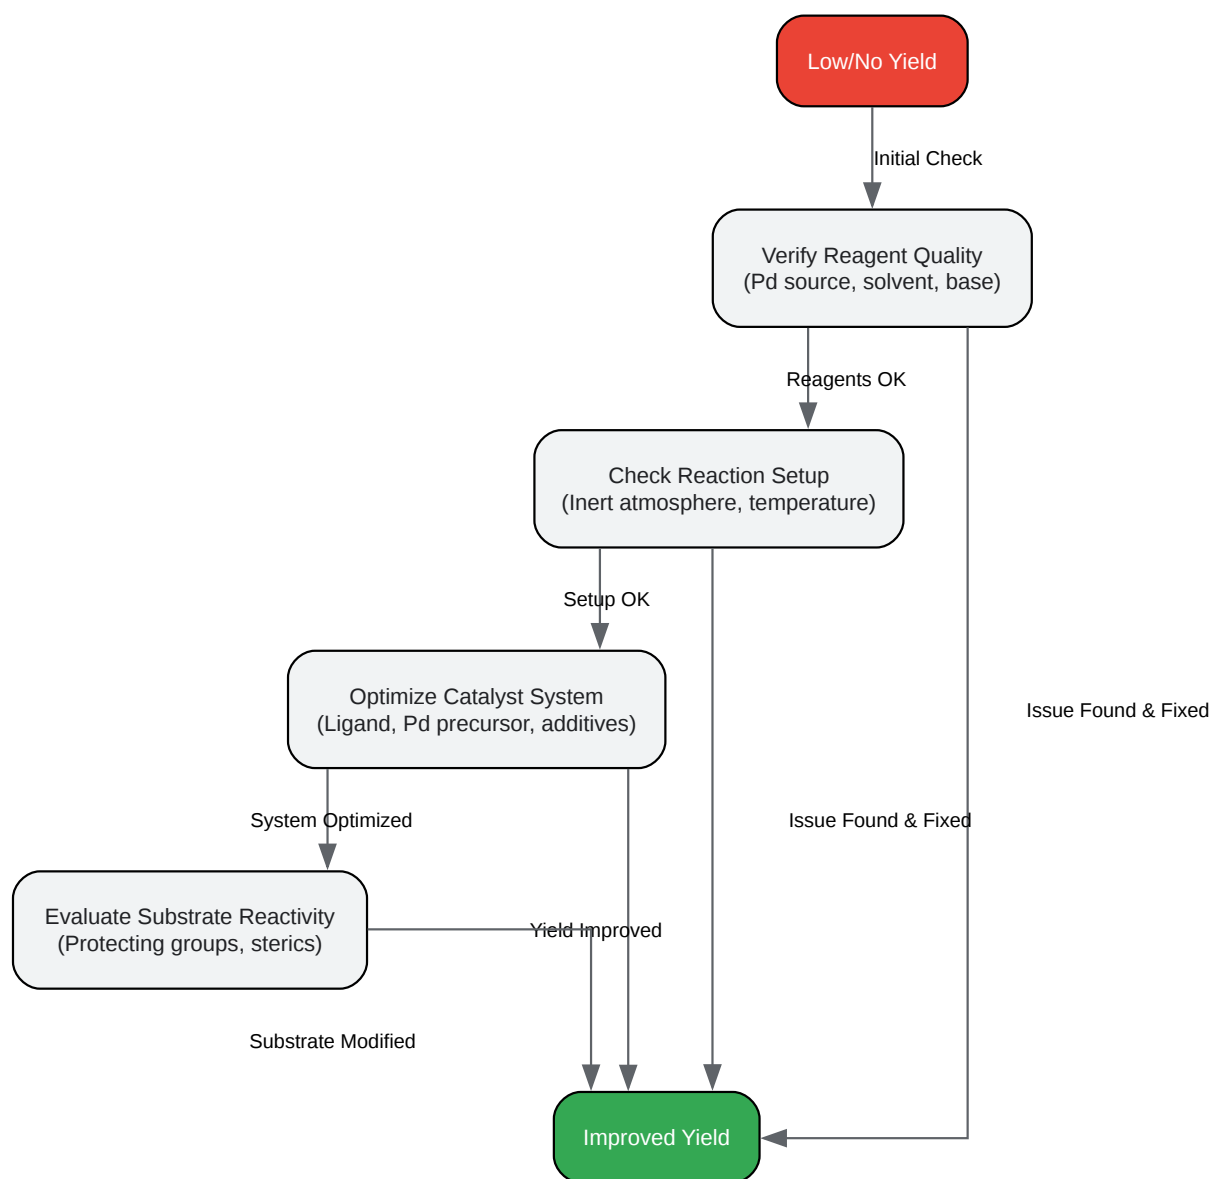 Low/No Yield
Initial Check
Verify Reagent Quality
(Pd source, solvent, base)
Reagents OK
Check Reaction Setup
(Inert atmosphere, temperature)
Setup OK
Optimize Catalyst System
(Ligand, Pd precursor, additives)
Issue Found & Fixed
System Optimized
Issue Found & Fixed
Evaluate Substrate Reactivity
(Protecting groups, sterics)
Yield Improved
Substrate Modified
Improved Yield